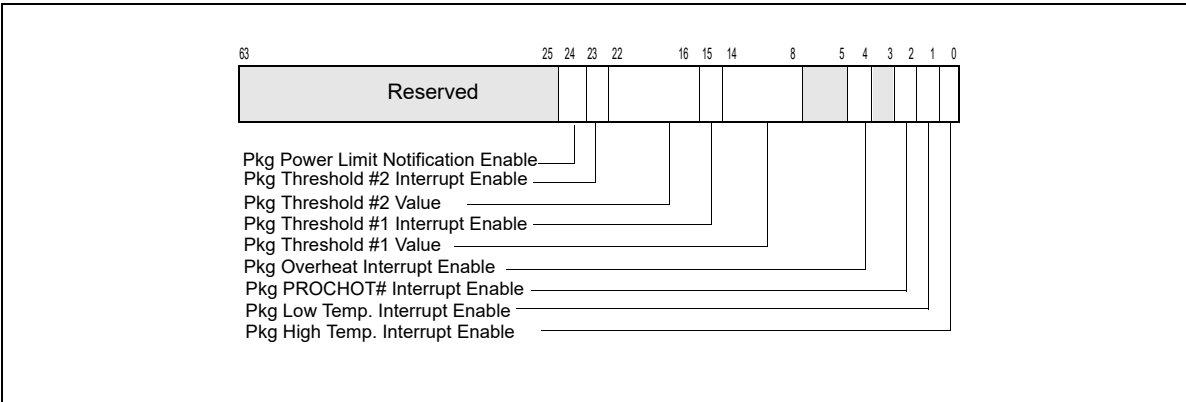 63 25 24 23 22 16 15 14 8 5 4 3 2 1 0
Reserved
Pkg Power Limit Notification Enable
Pkg Threshold #2 Interrupt Enable
Pkg Threshold #2 Value
Pkg Threshold #1 Interrupt Enable
Pkg Threshold #1 Value
Pkg Overheat Interrupt Enable
Pkg PROCHOT# Interrupt Enable
Pkg Low Temp. Interrupt Enable
Pkg High Temp. Interrupt Enable